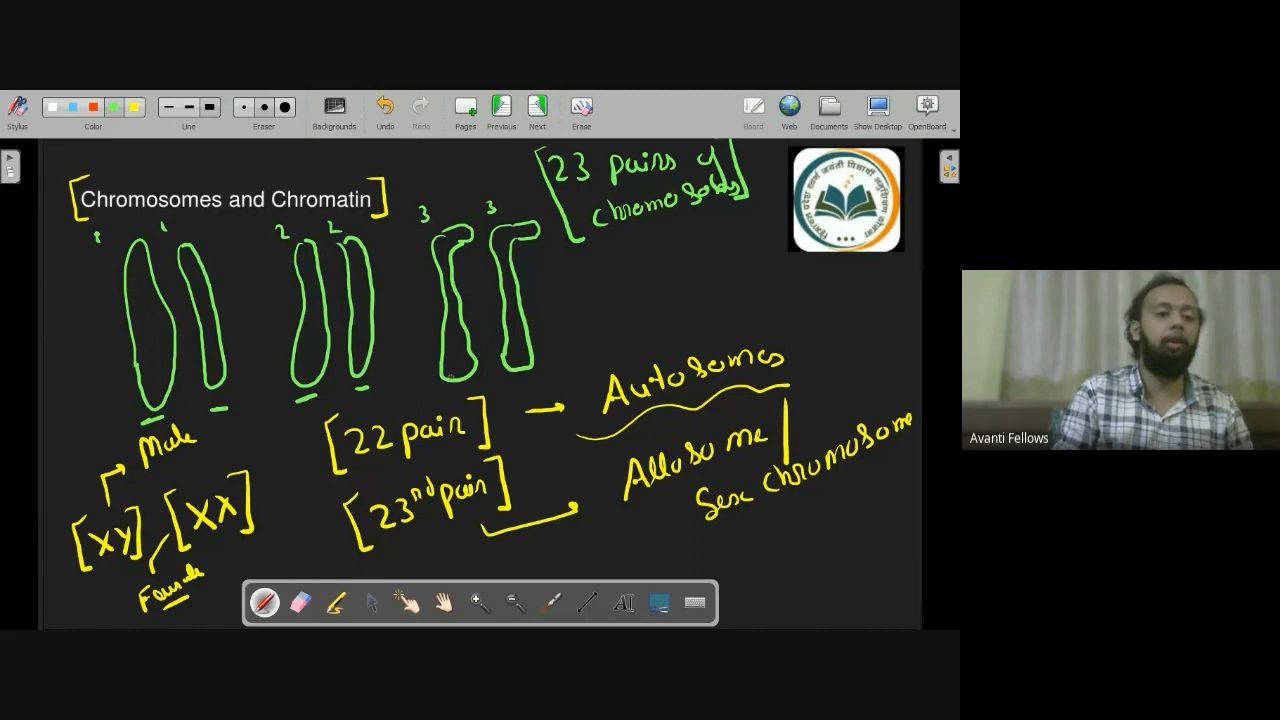 Stylus
Color
Line
Eraser
Backgrounds
Undo
Redo
Pages
Previous
Next
Erase
Board
Web
Documents
Show Desktop
OpenBoard
[23 pairs of
chromosomes]
[Chromosomes and Chromatin]
1 1 2 2 3 3
Male
[XY] [XX]
Female
[22 pair] → Autosomes
[23nd pair] → Allosome
Sex chromosome
Avanti Fellows